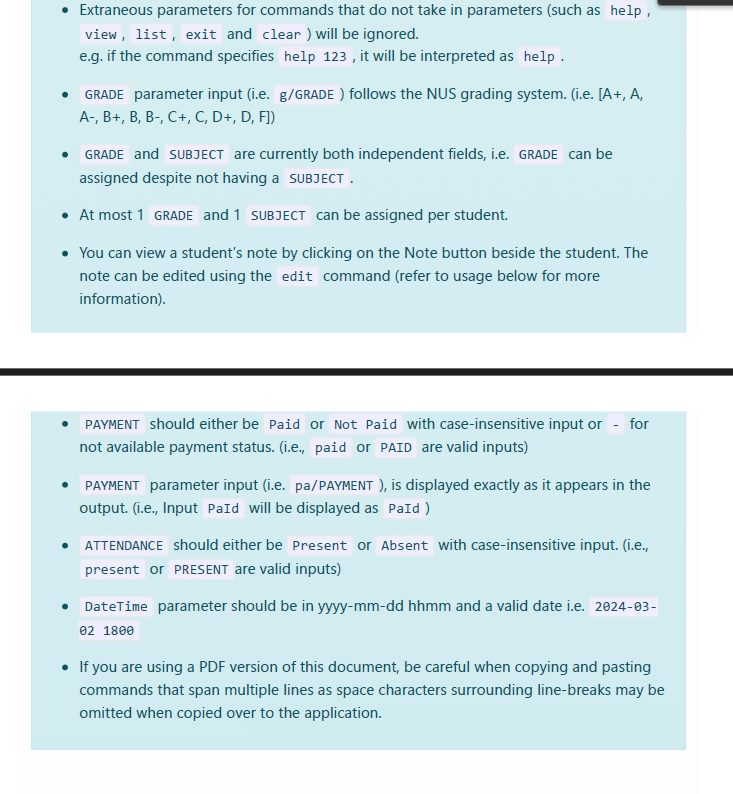 Extraneous parameters for commands that do not take in parameters (such as help ,
view , list , exit and clear ) will be ignored.
e.g. if the command specifies help 123 , it will be interpreted as help .
GRADE parameter input (i.e. g/GRADE ) follows the NUS grading system. (i.e. [A+, A,
A-, B+, B, B-, C+, C, D+, D, F])
GRADE and SUBJECT are currently both independent fields, i.e. GRADE can be
assigned despite not having a SUBJECT .
At most 1 GRADE and 1 SUBJECT can be assigned per student.
You can view a student’s note by clicking on the Note button beside the student. The
note can be edited using the edit command (refer to usage below for more
information).
PAYMENT should either be Paid or Not Paid with case-insensitive input or - for
not available payment status. (i.e., paid or PAID are valid inputs)
PAYMENT parameter input (i.e. pa/PAYMENT ), is displayed exactly as it appears in the
output. (i.e., Input PaId will be displayed as PaId )
ATTENDANCE should either be Present or Absent with case-insensitive input. (i.e.,
present or PRESENT are valid inputs)
DateTime parameter should be in yyyy-mm-dd hhmm and a valid date i.e. 2024-03-
02 1800
If you are using a PDF version of this document, be careful when copying and pasting
commands that span multiple lines as space characters surrounding line-breaks may be
omitted when copied over to the application.